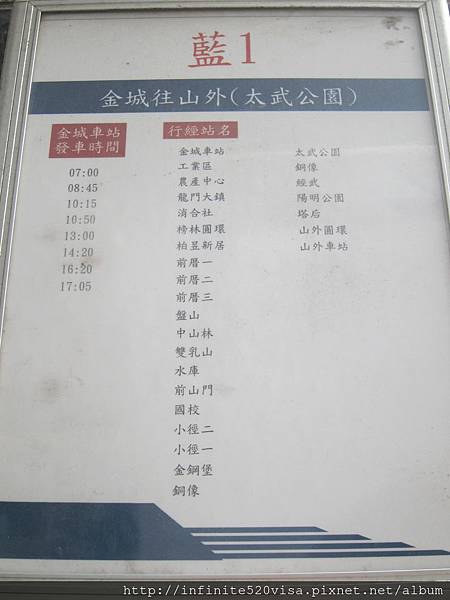 藍1
金城往山外(太武公園)
金城車站
發車時間
07:00
08:45
10:15
10:50
13:00
14:20
16:20
17:05
行經站名
金城車站
工業區
農產中心
龍門大鎮
消合社
榜林圓環
柏昱新居
前厝一
前厝二
前厝三
盤山
中山林
雙乳山
水庫
前山門
國校
小徑二
小徑一
金鋼堡
銅像
太武公園
銅像
經武
陽明公園
塔后
山外圓環
山外車站
http://infinite520visa.pixnet.net/album